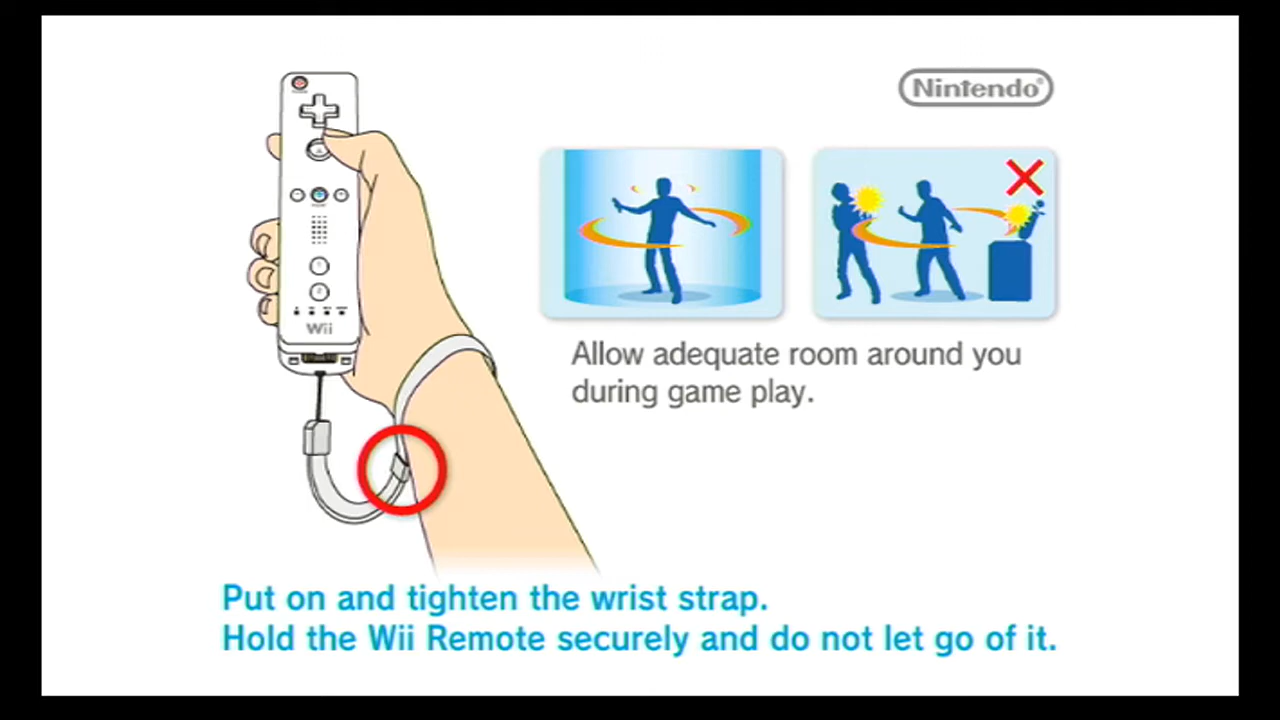 Nintendo®
Allow adequate room around you
during game play.
Wii
Put on and tighten the wrist strap.
Hold the Wii Remote securely and do not let go of it.